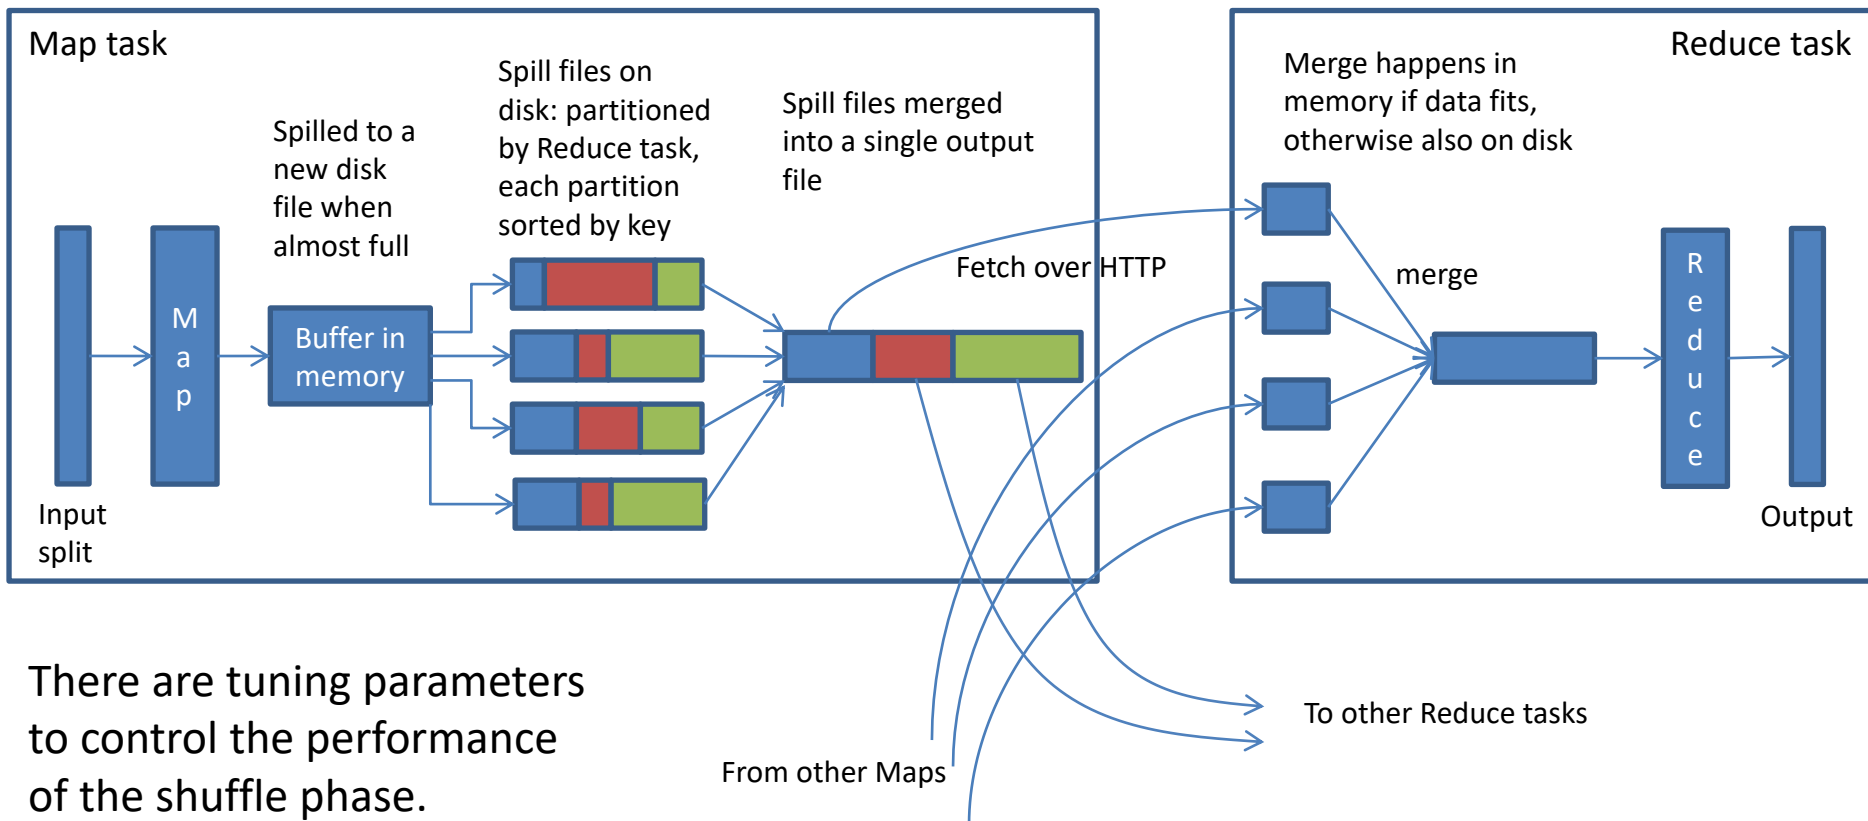 Map task
Reduce task
Spilled to a
new disk
file when
almost full
Spill files on
disk: partitioned
by Reduce task,
each partition
sorted by key
Spill files merged
into a single output
file
Merge happens in
memory if data fits,
otherwise also on disk
Input
split
Map
Buffer in
memory
Fetch over HTTP
merge
Reduce
Output
There are tuning parameters
to control the performance
of the shuffle phase.
From other Maps
To other Reduce tasks